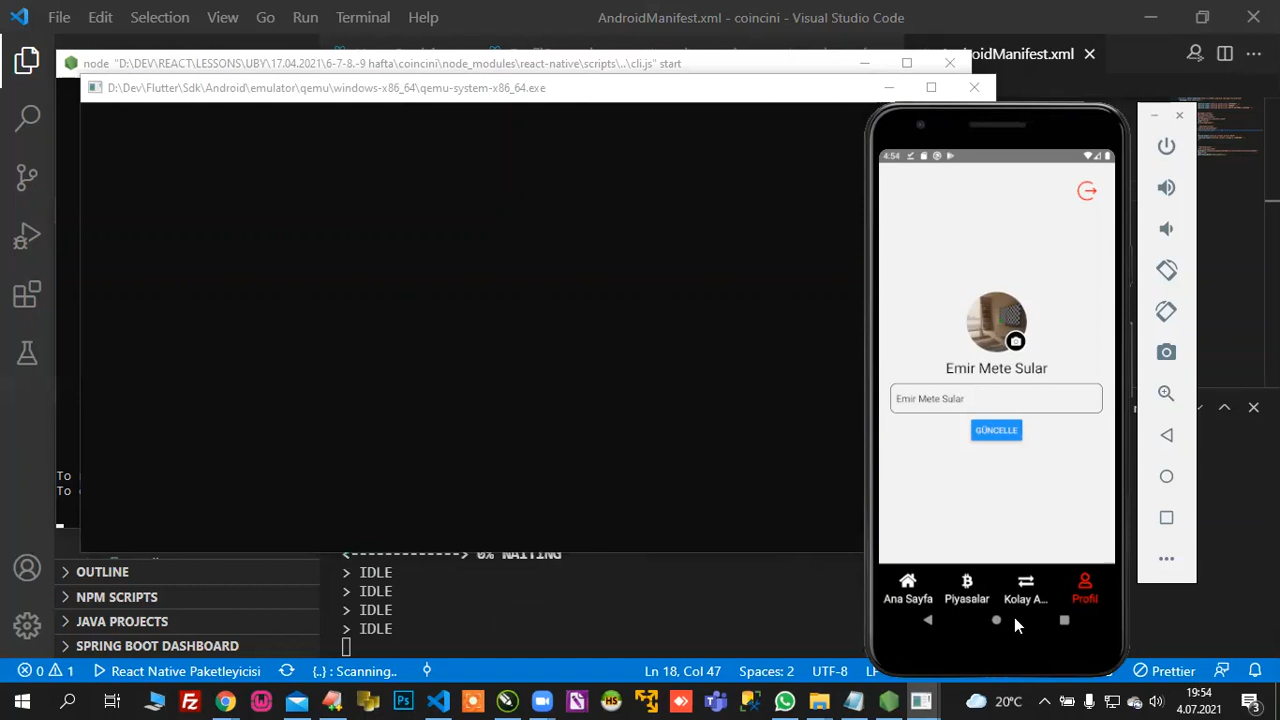 File Edit Selection View Go Run Terminal Help
AndroidManifest.xml - coincini - Visual Studio Code
node "D:\DEV\REACT\LESSONS\UBY\17.04.2021\6-7-8.-9 hafta\coincini\node_modules\react-native\scripts\..\cli.js" start
oidManifest.xml
D:\Dev\Flutter\Sdk\Android\emulator\qemu\windows-x86_64\qemu-system-x86_64.exe
4:54
Emir Mete Sular
Emir Mete Sular
GÜNCELLE
To
To
0% WAITING
> IDLE
> IDLE
> IDLE
> IDLE
OUTLINE
NPM SCRIPTS
JAVA PROJECTS
SPRING BOOT DASHBOARD
Ana Sayfa Piyasalar Kolay A... Profil
0 1 React Native Paketleyicisi {..} : Scanning..
Ln 18, Col 47 Spaces: 2 UTF-8 Prettier
20°C
19:54
4.07.2021
3